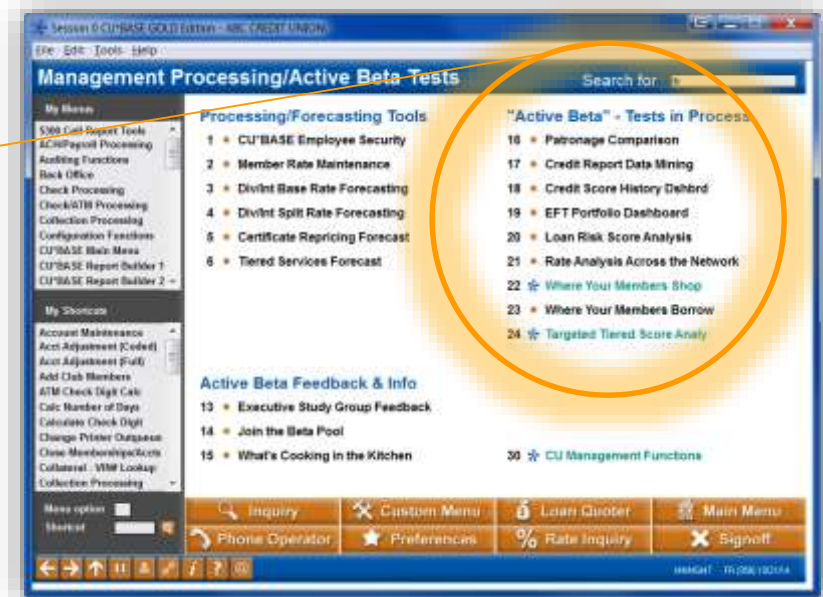 Session 0 CU*BASE GOLD Edition - ABC CREDIT UNION
File Edit Tools Help
Management Processing/Active Beta Tests
Search for
My Menus
5300 Call Report Tools
ACH/Payroll Processing
Auditing Functions
Back Office
Check Processing
Check/ATM Processing
Collection Processing
Configuration Functions
CU*BASE Main Menu
CU*BASE Report Builder 1
CU*BASE Report Builder 2
My Shortcuts
Account Maintenance
Acct Adjustment (Coded)
Acct Adjustment (Full)
Add Club Members
ATM Check Digit Calc
Calc Number of Days
Calculate Check Digit
Change Printer Outqueue
Close Memberships/Accts
Collateral - VIN# Lookup
Collection Processing
Menu option
Shortcut
Processing/Forecasting Tools
1 CU*BASE Employee Security
2 Member Rate Maintenance
3 Div/Int Base Rate Forecasting
4 Div/Int Split Rate Forecasting
5 Certificate Repricing Forecast
6 Tiered Services Forecast
Active Beta Feedback & Info
13 Executive Study Group Feedback
14 Join the Beta Pool
15 What's Cooking in the Kitchen
"Active Beta" - Tests in Process
16 Patronage Comparison
17 Credit Report Data Mining
18 Credit Score History Dshbrd
19 EFT Portfolio Dashboard
20 Loan Risk Score Analysis
21 Rate Analysis Across the Network
22 Where Your Members Shop
23 Where Your Members Borrow
24 Targeted Tiered Score Analy
30 CU Management Functions
Inquiry
Custom Menu
Loan Quoter
Main Menu
Phone Operator
Preferences
% Rate Inquiry
Signoff